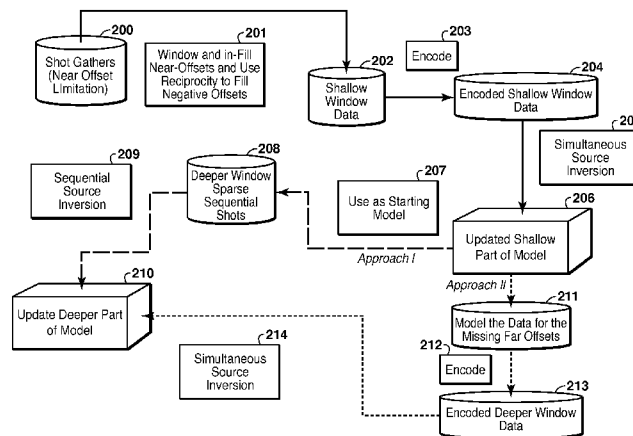 200
Shot Gathers
(Near Offset
LImitation)
201
Window and in-Fill
Near-Offsets and Use
Reciprocity to Fill
Negative Offsets
202
Shallow
Window
Data
203
Encode
204
Encoded Shallow Window
Data
20
Simultaneous
Source
Inversion
209
Sequential
Source
Inversion
208
Deeper Window
Sparse
Sequential
Shots
207
Use as Starting
Model
206
Updated Shallow
Part of Model
Approach I
Approach II
210
Update Deeper Part
of Model
211
Model the Data for the
Missing Far Offsets
212
Encode
214
Simultaneous
Source
Inversion
213
Encoded Deeper Window
Data